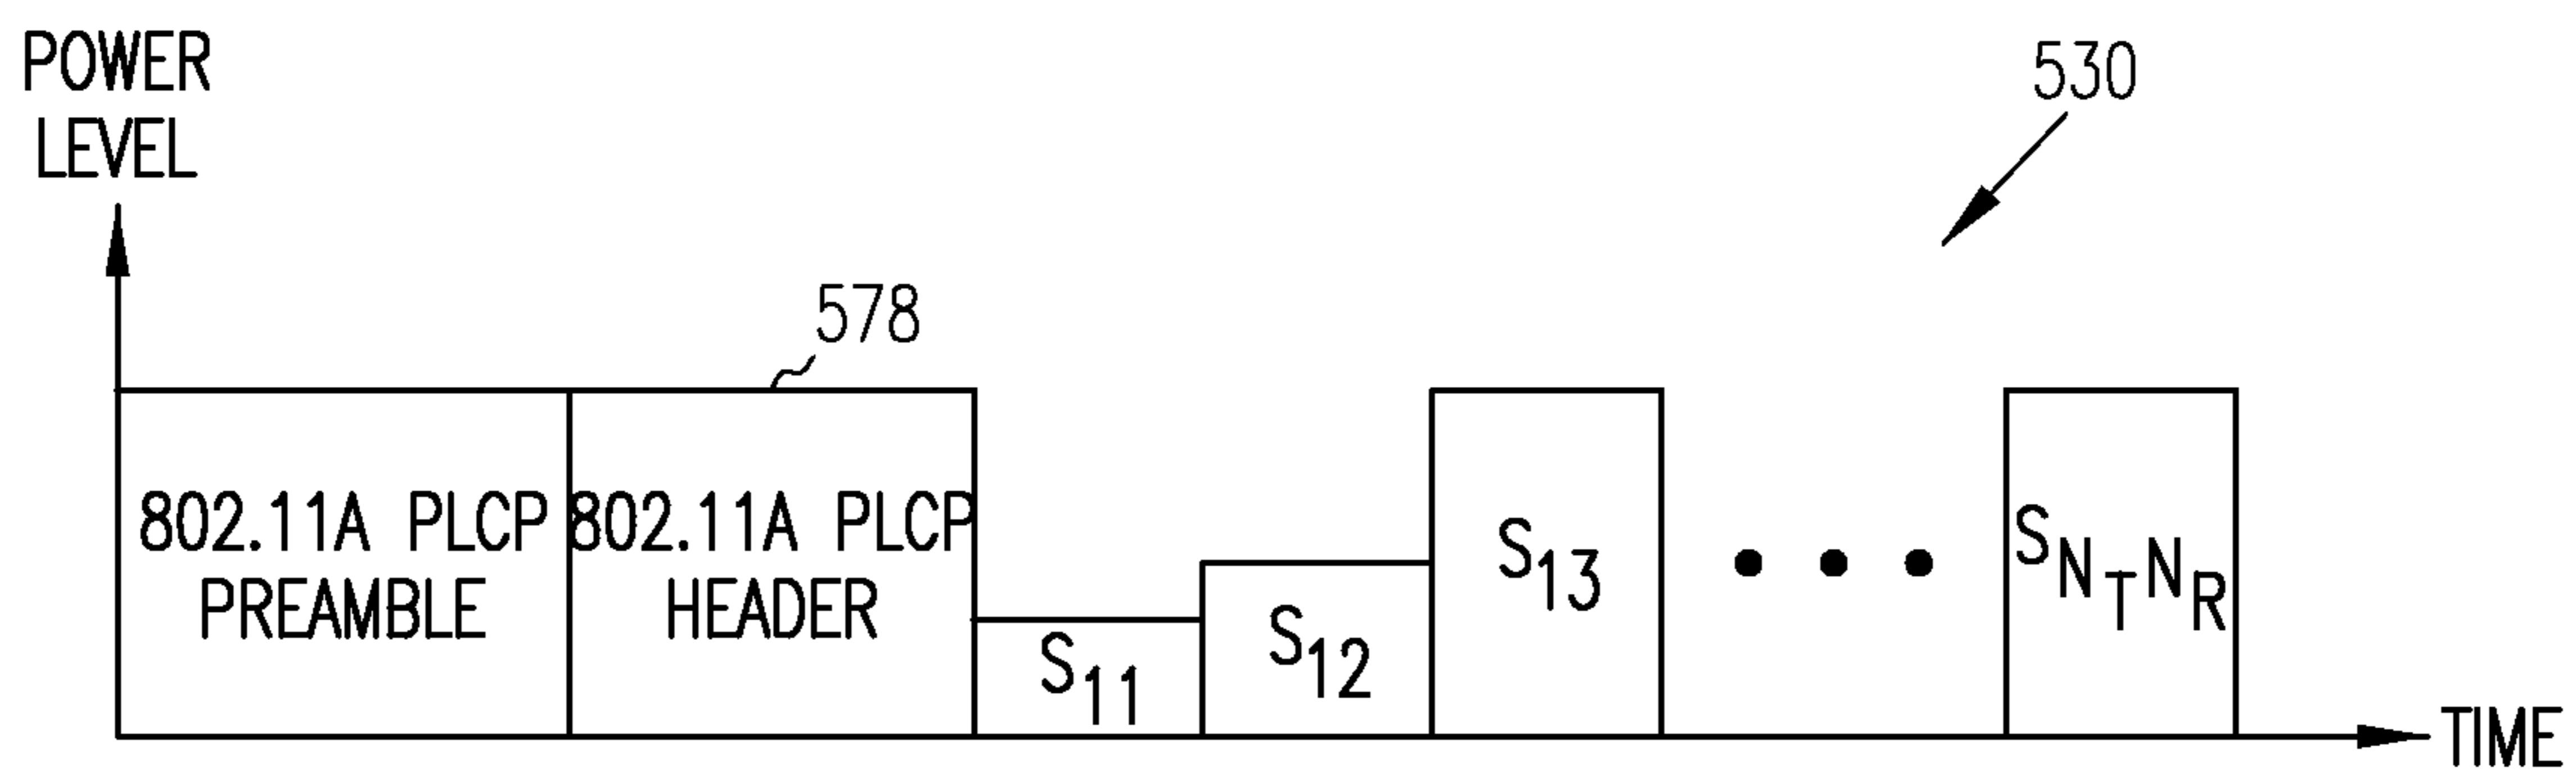 POWER
LEVEL
530
578
802.11A PLCP
PREAMBLE
802.11A PLCP
HEADER
S11
S12
S13
• • •
SNTNR
TIME